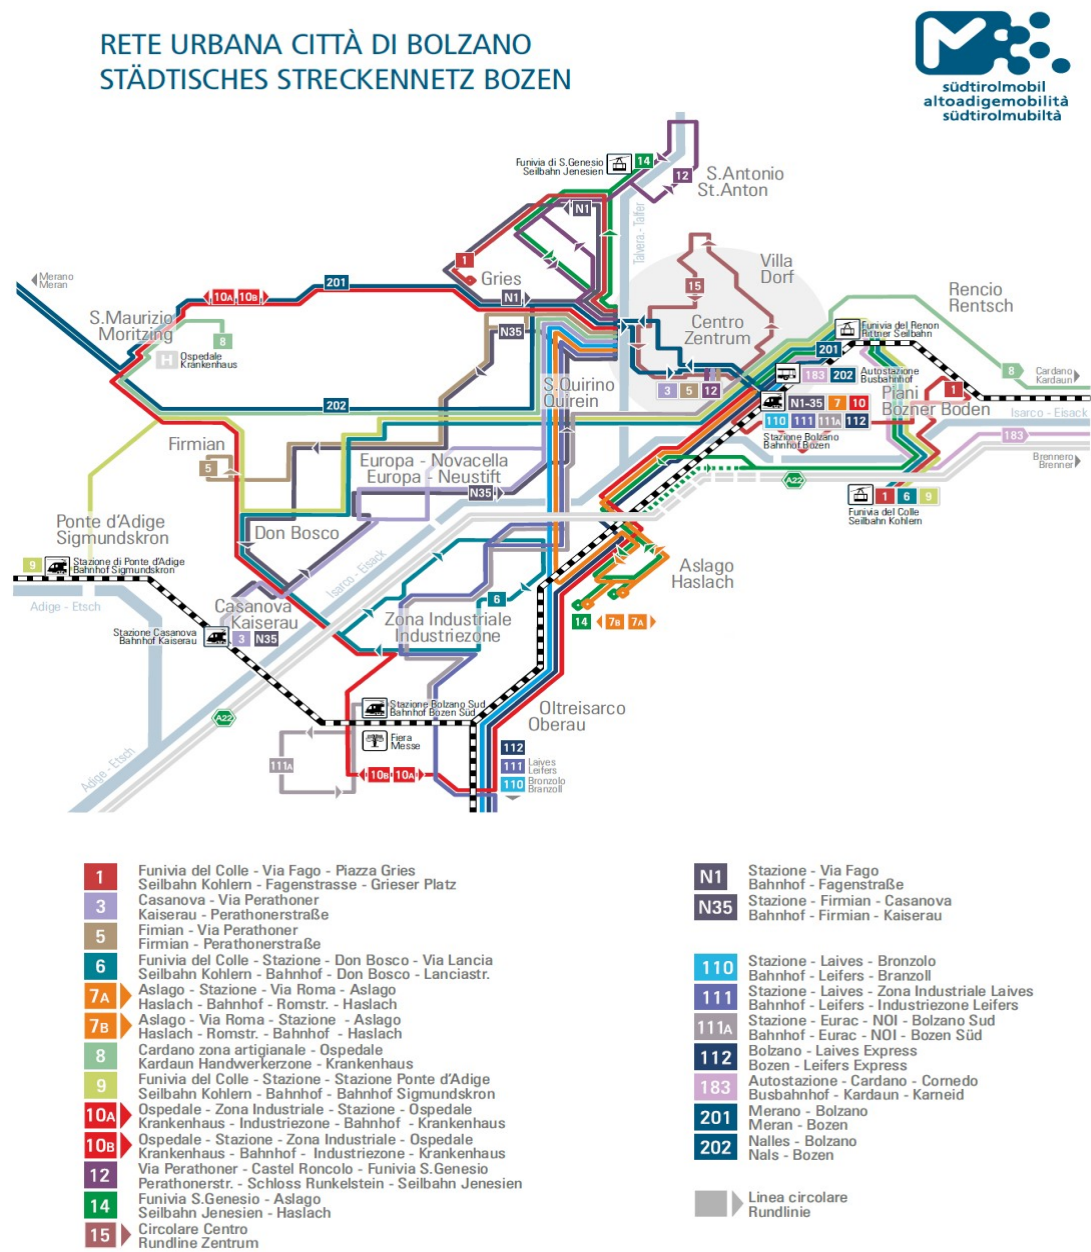 RETE URBANA CITTÀ DI BOLZANO
STÄDTISCHES STRECKENNETZ BOZEN
südtirolmobil
altoadigemobilità
südtirolmubiltà
Funivia di S.Genesio
Seilbahn Jenesien
14
12
S.Antonio
St.Anton
N1
Talvera - Talfer
1
Gries
Villa
Dorf
15
Merano
Meran
10A
10B
201
N1
Rencio
Rentsch
S.Maurizio
Moritzing
8
N35
Centro
Zentrum
Funivia del Renon
Rittner Seilbahn
H
Ospedale
Krankenhaus
201
8
Cardano
Kardaun
Autostazione
Busbahnhof
183
202
S.Quirino
Quirein
3
5
12
Piani
Bozner Boden
1
202
N1-35
7
10
110
111
111A
112
Isarco - Eisack
Stazione Bolzano
Bahnhof Bozen
183
Firmian
5
Europa - Novacella
Europa - Neustift
Brennero
Brenner
A22
N35
1
6
9
Funivia del Colle
Seilbahn Kohlern
Ponte d'Adige
Sigmundskron
Don Bosco
9
Stazione di Ponte d'Adige
Bahnhof Sigmundskron
Isarco - Eisack
Aslago
Haslach
Adige - Etsch
Casanova
Kaiserau
6
Zona Industriale
Industriezone
14
7B
7A
Stazione Casanova
Bahnhof Kaiserau
3
N35
A22
Stazione Bolzano Sud
Bahnhof Bozen Süd
Oltreisarco
Oberau
Fiera
Messe
112
111A
111
Laives
Leifers
10B
10A
110
Bronzolo
Branzoll
Adige - Etsch
1
Funivia del Colle - Via Fago - Piazza Gries
Seilbahn Kohlern - Fagenstrasse - Grieser Platz
3
Casanova - Via Perathoner
Kaiserau - Perathonerstraße
5
Firmian - Via Perathoner
Firmian - Perathonerstraße
6
Funivia del Colle - Stazione - Don Bosco - Via Lancia
Seilbahn Kohlern - Bahnhof - Don Bosco - Lanciastr.
7A
Aslago - Stazione - Via Roma - Aslago
Haslach - Bahnhof - Romstr. - Haslach
7B
Aslago - Via Roma - Stazione - Aslago
Haslach - Romstr. - Bahnhof - Haslach
8
Cardano zona artigianale - Ospedale
Kardaun Handwerkerzone - Krankenhaus
9
Funivia del Colle - Stazione - Stazione Ponte d'Adige
Seilbahn Kohlern - Bahnhof - Bahnhof Sigmundskron
10A
Ospedale - Zona Industriale - Stazione - Ospedale
Krankenhaus - Industriezone - Bahnhof - Krankenhaus
10B
Ospedale - Stazione - Zona Industriale - Ospedale
Krankenhaus - Bahnhof - Industriezone - Krankenhaus
12
Via Perathoner - Castel Roncolo - Funivia S.Genesio
Perathonerstr. - Schloss Runkelstein - Seilbahn Jenesien
14
Funivia S.Genesio - Aslago
Seilbahn Jenesien - Haslach
15
Circolare Centro
Rundline Zentrum
N1
Stazione - Via Fago
Bahnhof - Fagenstraße
N35
Stazione - Firmian - Casanova
Bahnhof - Firmian - Kaiserau
110
Stazione - Laives - Bronzolo
Bahnhof - Leifers - Branzoll
111
Stazione - Laives - Zona Industriale Laives
Bahnhof - Leifers - Industriezone Leifers
111A
Stazione - Eurac - NOI - Bolzano Sud
Bahnhof - Eurac - NOI - Bozen Süd
112
Bolzano - Laives Express
Bozen - Leifers Express
183
Autostazione - Cardano - Cornedo
Busbahnhof - Kardaun - Karneid
201
Merano - Bolzano
Meran - Bozen
202
Nalles - Bolzano
Nals - Bozen
Linea circolare
Rundlinie